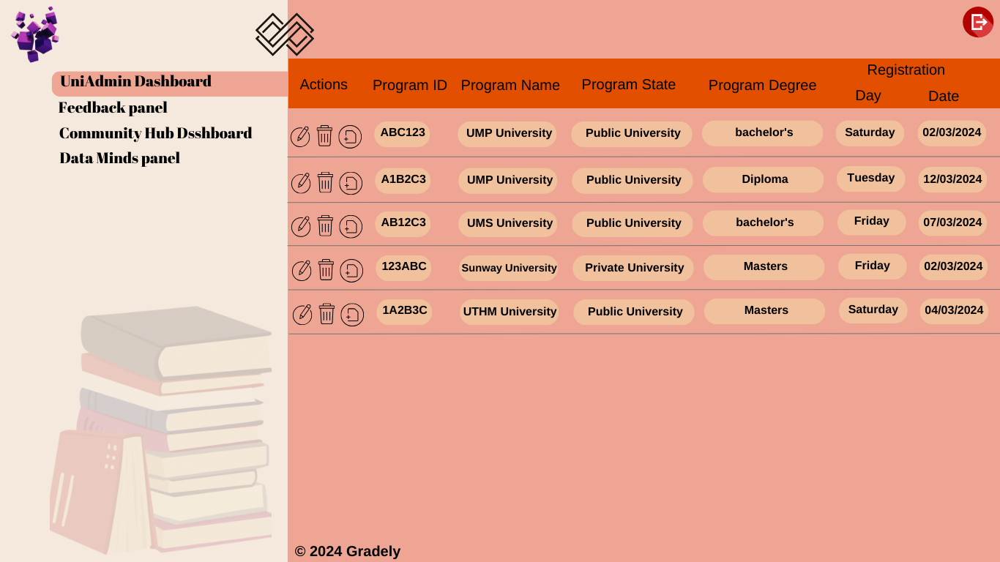 UniAdmin Dashboard
Feedback panel
Community Hub Dsshboard
Data Minds panel
Registration
Actions Program ID Program Name Program State Program Degree Day Date
ABC123 UMP University Public University bachelor's Saturday 02/03/2024
A1B2C3 UMP University Public University Diploma Tuesday 12/03/2024
AB12C3 UMS University Public University bachelor's Friday 07/03/2024
123ABC Sunway University Private University Masters Friday 02/03/2024
1A2B3C UTHM University Public University Masters Saturday 04/03/2024
© 2024 Gradely